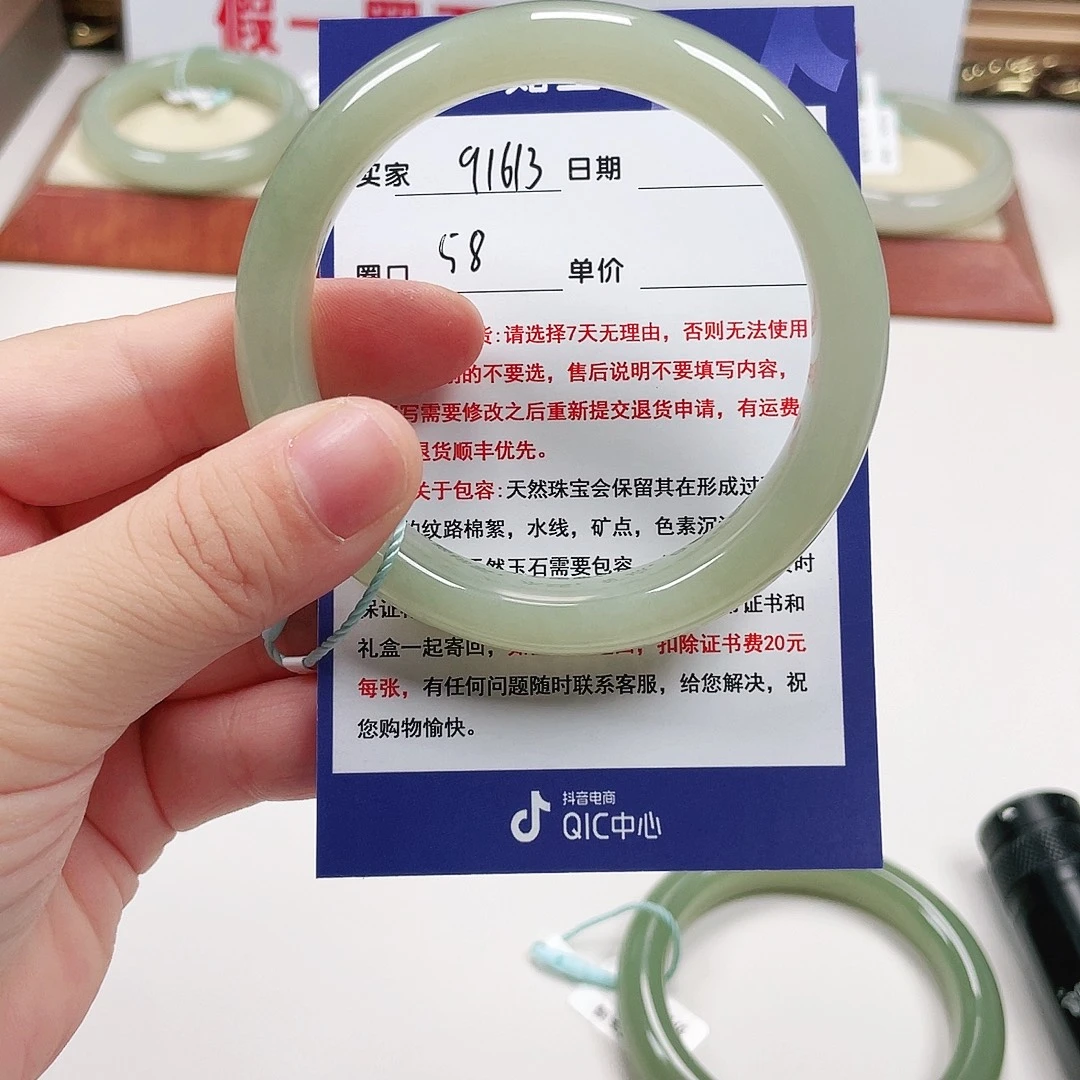 假一
买家 91613 日期
圈口 58 单价
货:请选择7天无理由，否则无法使用
的不要选，售后说明不要填写内容，
写需要修改之后重新提交退货申请，有运费
退货顺丰优先。
关于包容:天然珠宝会保留其在形成过
的纹路棉絮，水线，矿点，色素沉
天然玉石需要包容 时
保证 证书和
礼盒一起寄回， 扣除证书费20元
每张，有任何问题随时联系客服，给您解决，祝
您购物愉快。
抖音电商
QIC中心